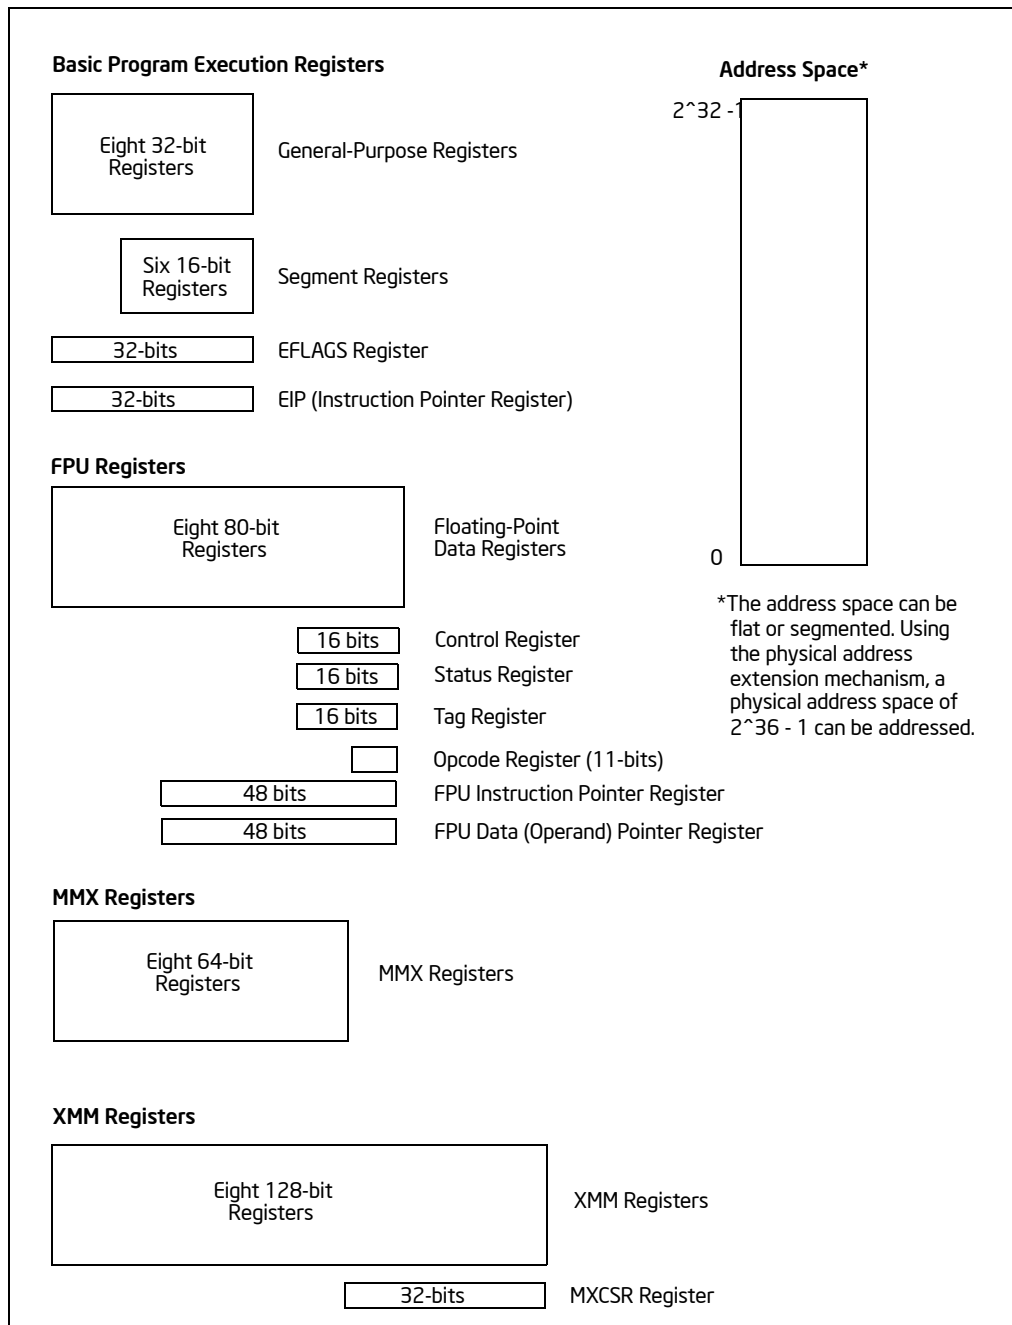 Basic Program Execution Registers
Address Space*
2^32 -1
Eight 32-bit
Registers
General-Purpose Registers
Six 16-bit
Registers
Segment Registers
32-bits
EFLAGS Register
32-bits
EIP (Instruction Pointer Register)
FPU Registers
Eight 80-bit
Registers
Floating-Point
Data Registers
0
*The address space can be
flat or segmented. Using
the physical address
extension mechanism, a
physical address space of
2^36 - 1 can be addressed.
16 bits
Control Register
16 bits
Status Register
16 bits
Tag Register
Opcode Register (11-bits)
48 bits
FPU Instruction Pointer Register
48 bits
FPU Data (Operand) Pointer Register
MMX Registers
Eight 64-bit
Registers
MMX Registers
XMM Registers
Eight 128-bit
Registers
XMM Registers
32-bits
MXCSR Register